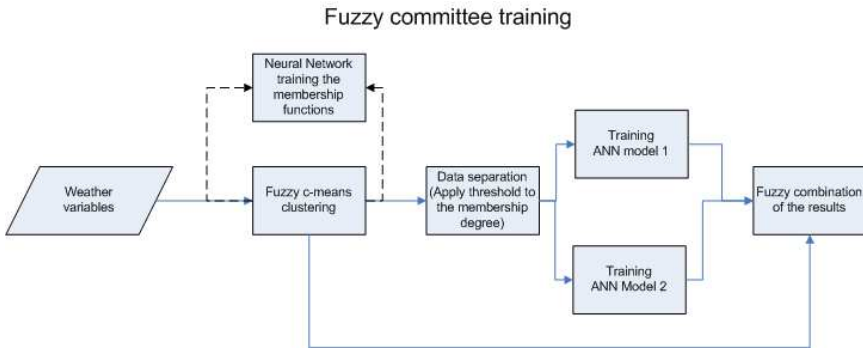 Fuzzy committee training
Neural Network
training the
membership
functions
Weather
variables
Fuzzy c-means
clustering
Data separation
(Apply threshold to
the membership
degree)
Training
ANN model 1
Training
ANN Model 2
Fuzzy combination
of the results